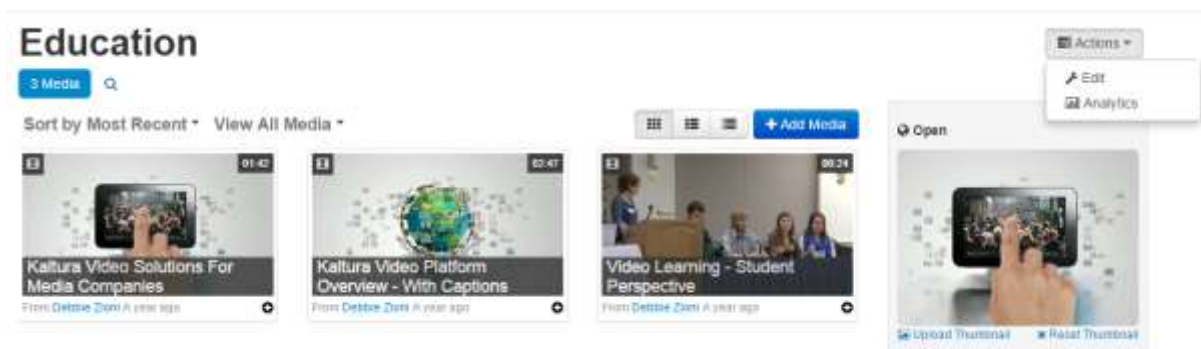 Education
Actions
Edit
Analytics
3 Media
Sort by Most Recent View All Media
+ Add Media
Open
01:42
02:47
00:24
Kaltura Video Solutions For
Media Companies
From Debbie Zioni A year ago
Kaltura Video Platform
Overview - With Captions
From Debbie Zioni A year ago
Video Learning - Student
Perspective
From Debbie Zioni A year ago
Upload Thumbnail
Reset Thumbnail